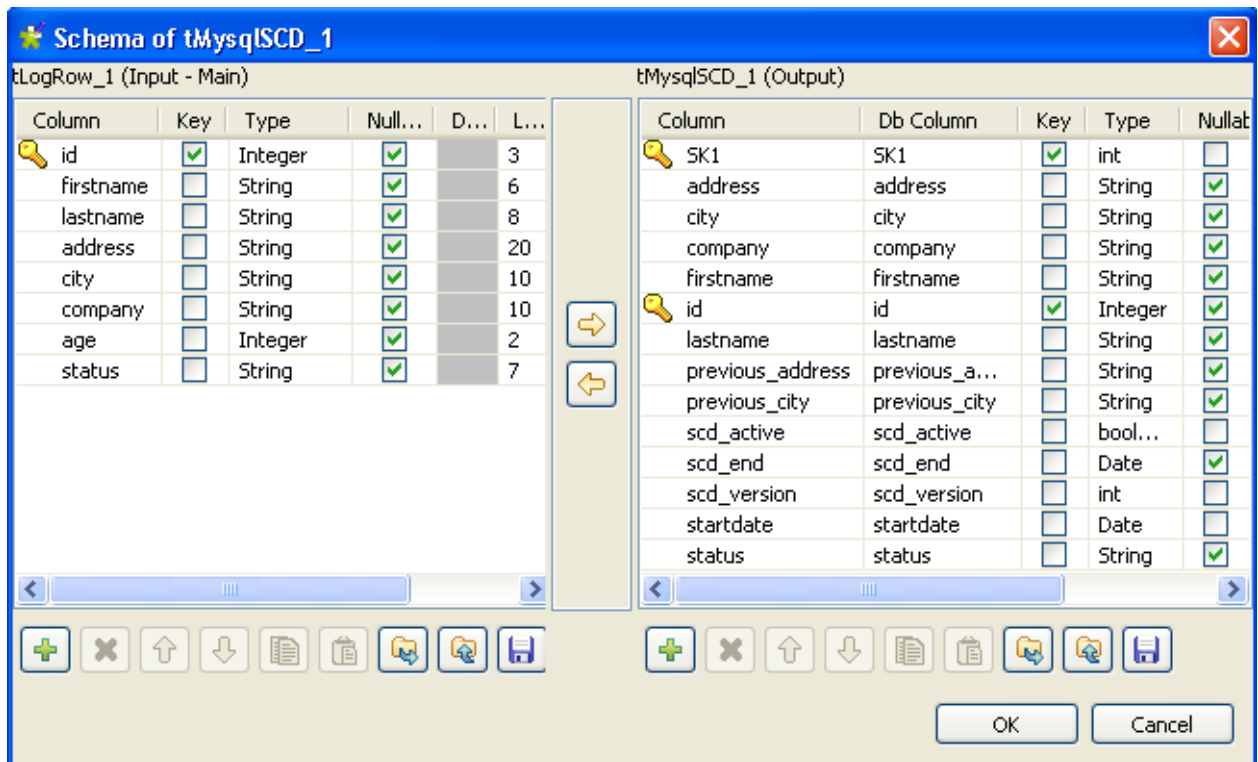 Schema of tMysqlSCD_1
tLogRow_1 (Input - Main)
Column Key Type Null... D... L...
id Integer 3
firstname String 6
lastname String 8
address String 20
city String 10
company String 10
age Integer 2
status String 7
tMysqlSCD_1 (Output)
Column Db Column Key Type Nullab
SK1 SK1 int
address address String
city city String
company company String
firstname firstname String
id id Integer
lastname lastname String
previous_address previous_a... String
previous_city previous_city String
scd_active scd_active bool...
scd_end scd_end Date
scd_version scd_version int
startdate startdate Date
status status String
OK Cancel